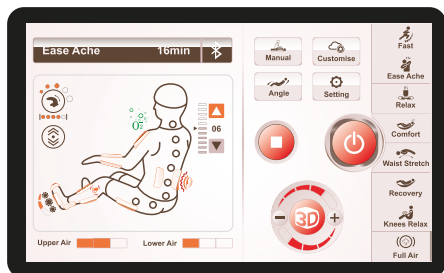 Ease Ache 16min
Manual
Customise
Angle
Setting
06
3D
Upper Air
Lower Air
Fast
Ease Ache
Relax
Comfort
Waist Stretch
Recovery
Knees Relax
Full Air